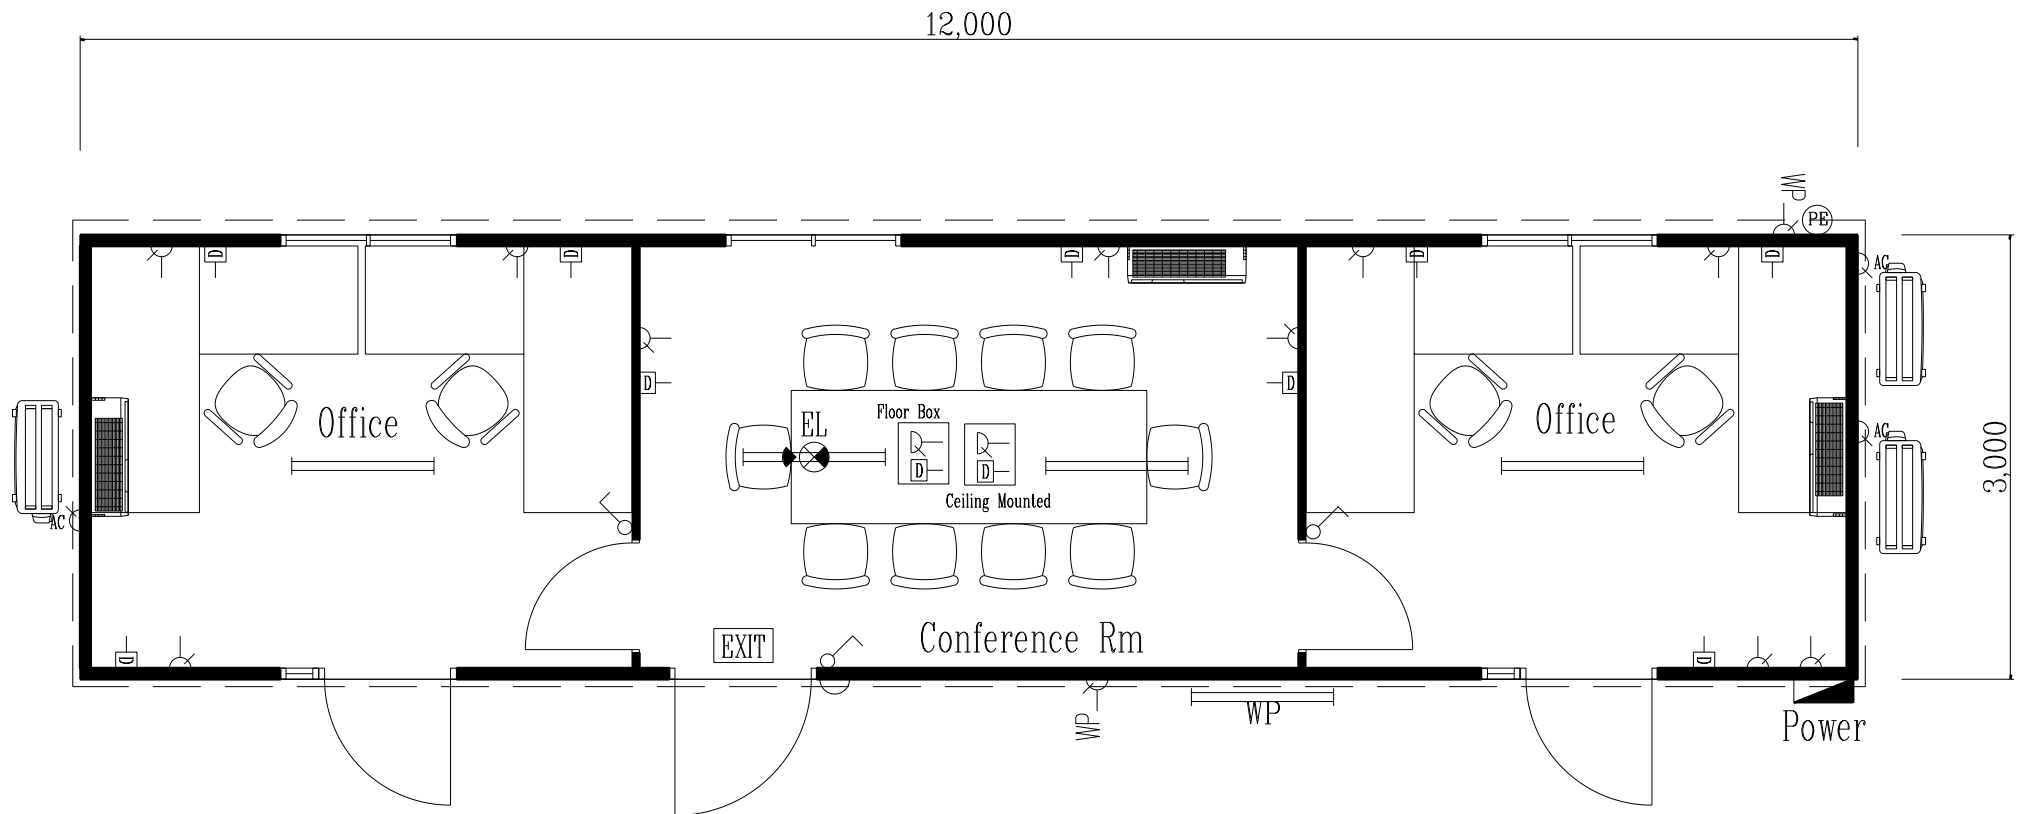 12,000
WP
PE
D
D
D
D
D
AC
D
D
Floor Box
EL
Office
Office
AC
D
D
3,000
Ceiling Mounted
AC
EXIT
Conference Rm
D
D
WP
WP
Power